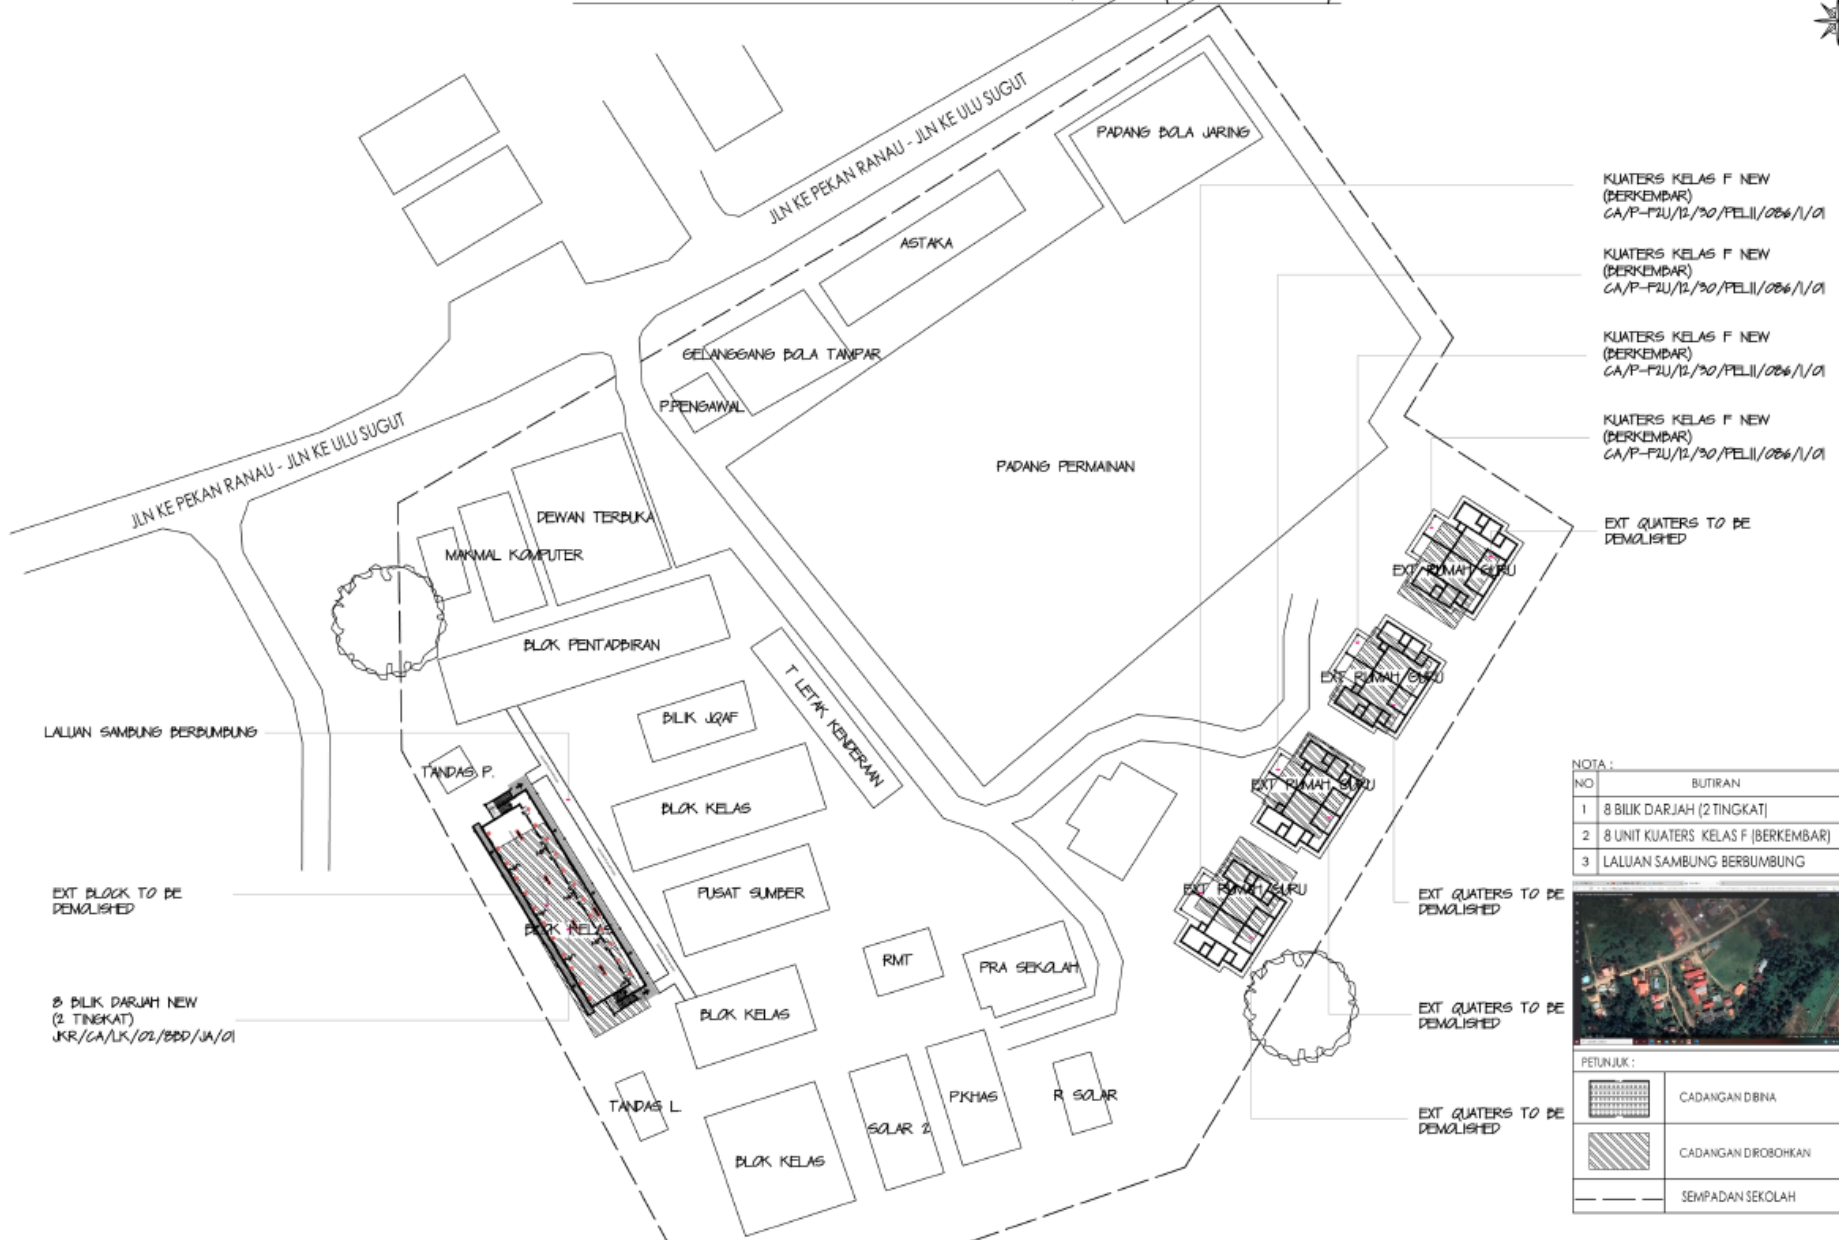 JLN KE PEKAN RANAU - JLN KE ULU SUGUT
PADANG BOLA JARING
ASTAKA
GELANGGANG BOLA TAMPAR
P.PENGAWAL
PADANG PERMAINAN
JLN KE PEKAN RANAU - JLN KE ULU SUGUT
DEWAN TERBUKA
MAKMAL KOMPUTER
BLOK PENTADBIRAN
T LETAK KENDERAAN
BILIK JQAF
LALUAN SAMBUNG BERBUMBUNG
TANDAS P.
BLOK KELAS
PUSAT SUMBER
EXT BLOCK TO BE
DEMOLISHED
BLOK KELAS
RMT
PRA SEKOLAH
8 BILIK DARJAH NEW
(2 TINGKAT)
JKR/CA/LK/02/8BD/JA/01
BLOK KELAS
TANDAS L.
BLOK KELAS
SOLAR 2
P.KHAS
R SOLAR
KUATERS KELAS F NEW
(BERKEMBAR)
CA/P-F2U/12/30/PEL11/086/1/01
KUATERS KELAS F NEW
(BERKEMBAR)
CA/P-F2U/12/30/PEL11/086/1/01
KUATERS KELAS F NEW
(BERKEMBAR)
CA/P-F2U/12/30/PEL11/086/1/01
KUATERS KELAS F NEW
(BERKEMBAR)
CA/P-F2U/12/30/PEL11/086/1/01
EXT QUATERS TO BE
DEMOLISHED
EXT RUMAH GURU
EXT RUMAH GURU
EXT RUMAH GURU
EXT RUMAH GURU
EXT QUATERS TO BE
DEMOLISHED
EXT QUATERS TO BE
DEMOLISHED
EXT QUATERS TO BE
DEMOLISHED
NOTA :
NO BUTIRAN
1 8 BILIK DARJAH (2 TINGKAT)
2 8 UNIT KUATERS KELAS F (BERKEMBAR)
3 LALUAN SAMBUNG BERBUMBUNG
PETUNJUK :
CADANGAN DIBINA
CADANGAN DIROBOHKAN
SEMPADAN SEKOLAH